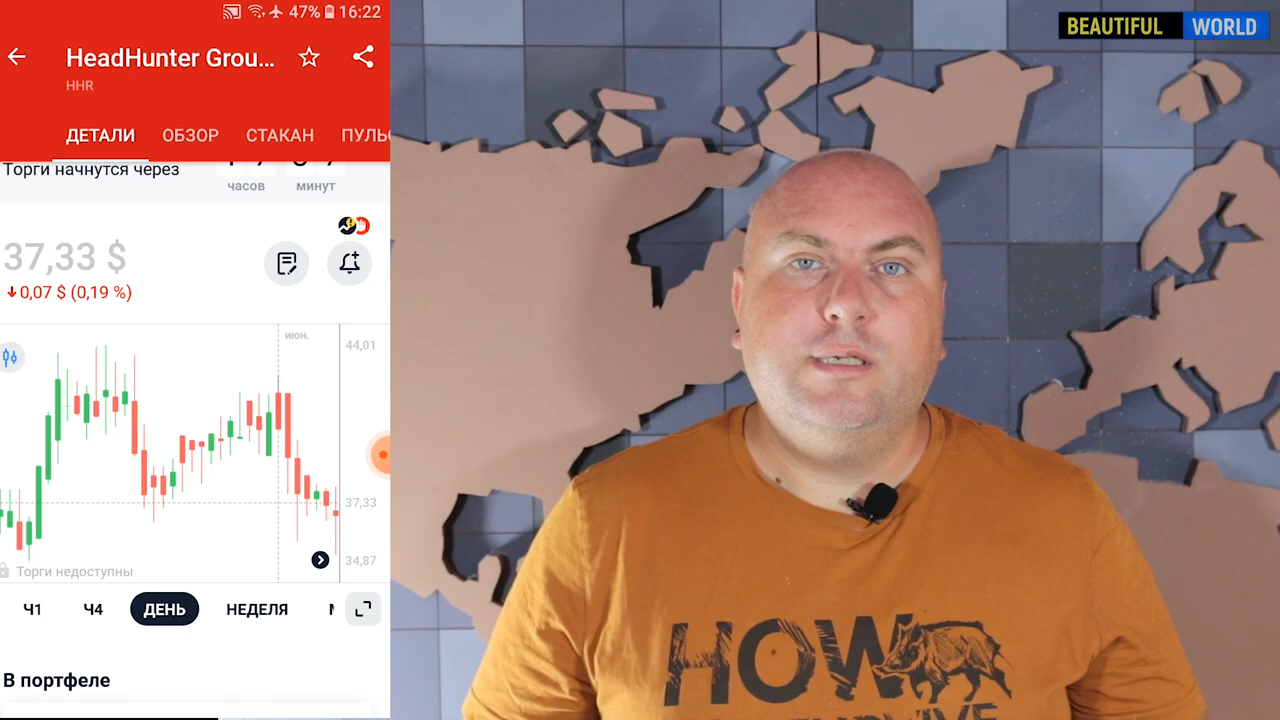 47% 16:22
HeadHunter Grou...
HHR
ДЕТАЛИ ОБЗОР СТАКАН ПУЛЬС
Торги начнутся через
часов минут
37,33 $
0,07 $ (0,19 %)
июн.
44,01
37,33
34,87
Торги недоступны
Ч1 Ч4 ДЕНЬ НЕДЕЛЯ
В портфеле
BEAUTIFUL WORLD
HOW